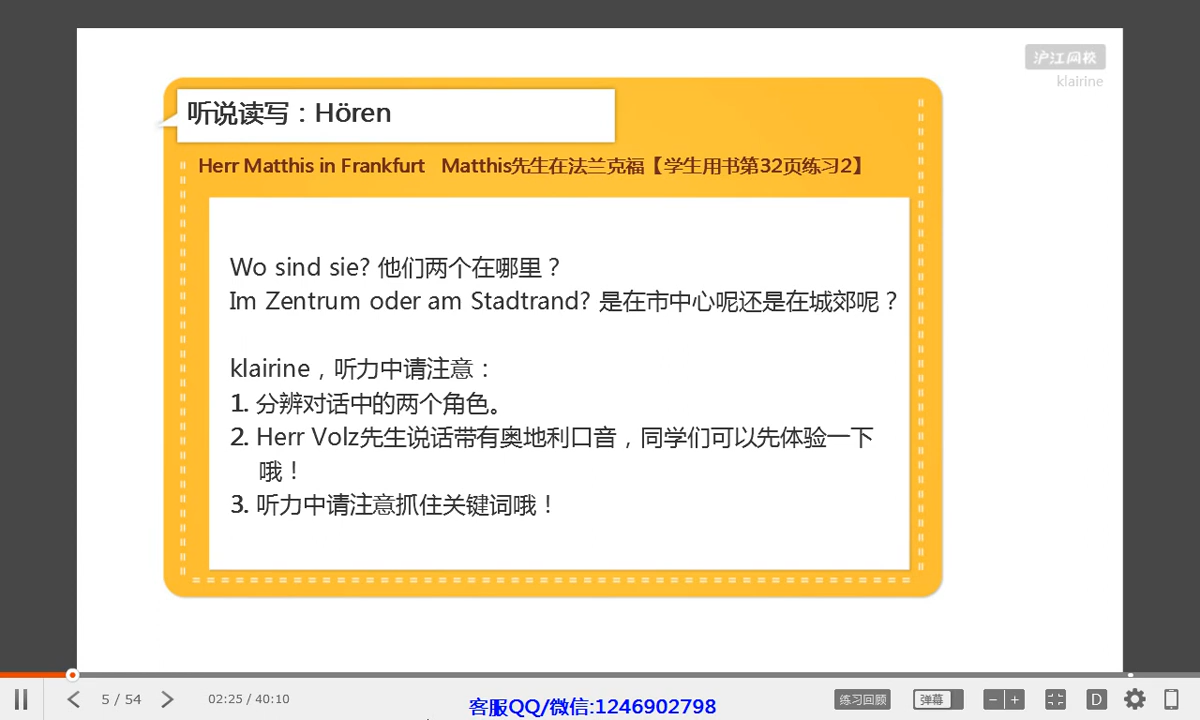 沪江网校
klairine
听说读写：Hören
Herr Matthis in Frankfurt Matthis先生在法兰克福【学生用书第32页练习2】
Wo sind sie? 他们两个在哪里？
Im Zentrum oder am Stadtrand? 是在市中心呢还是在城郊呢？
klairine，听力中请注意：
1. 分辨对话中的两个角色。
2. Herr Volz先生说话带有奥地利口音，同学们可以先体验一下
哦！
3. 听力中请注意抓住关键词哦！
5 / 54
02:25 / 40:10
客服QQ/微信:1246902798
练习回顾
弹幕
D